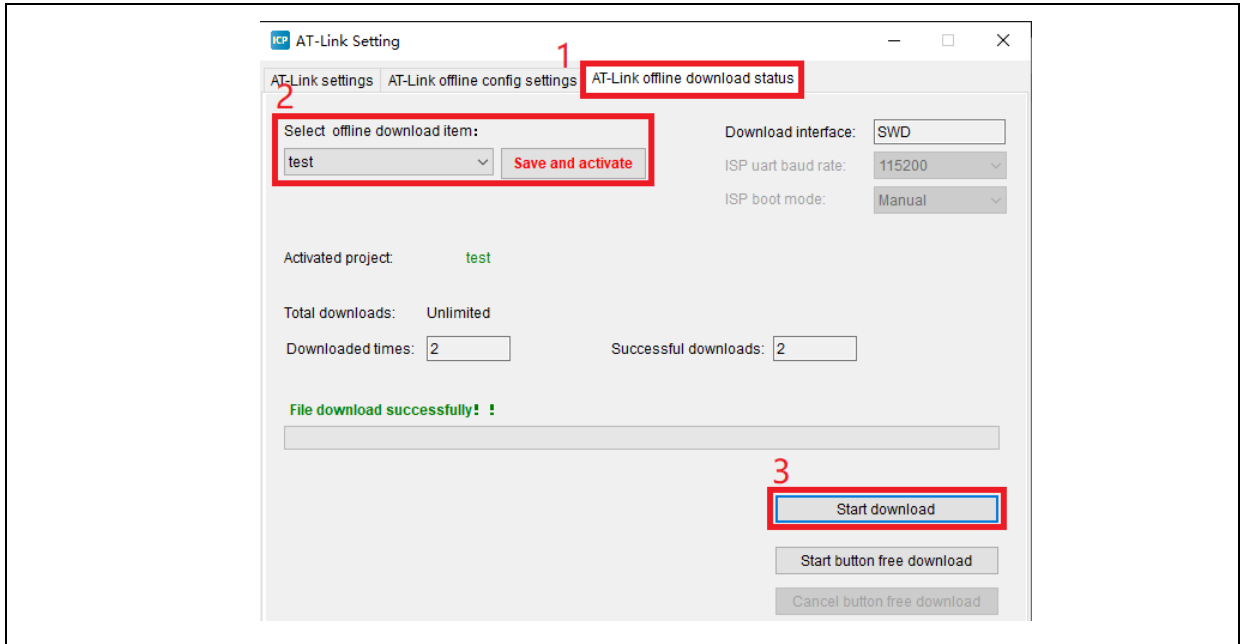 ICP AT-Link Setting
1
AT-Link settings AT-Link offline config settings AT-Link offline download status
2
Select offline download item：
test Save and activate
Download interface: SWD
ISP uart baud rate: 115200
ISP boot mode: Manual
Activated project: test
Total downloads: Unlimited
Downloaded times: 2 Successful downloads: 2
File download successfully！！
3
Start download
Start button free download
Cancel button free download